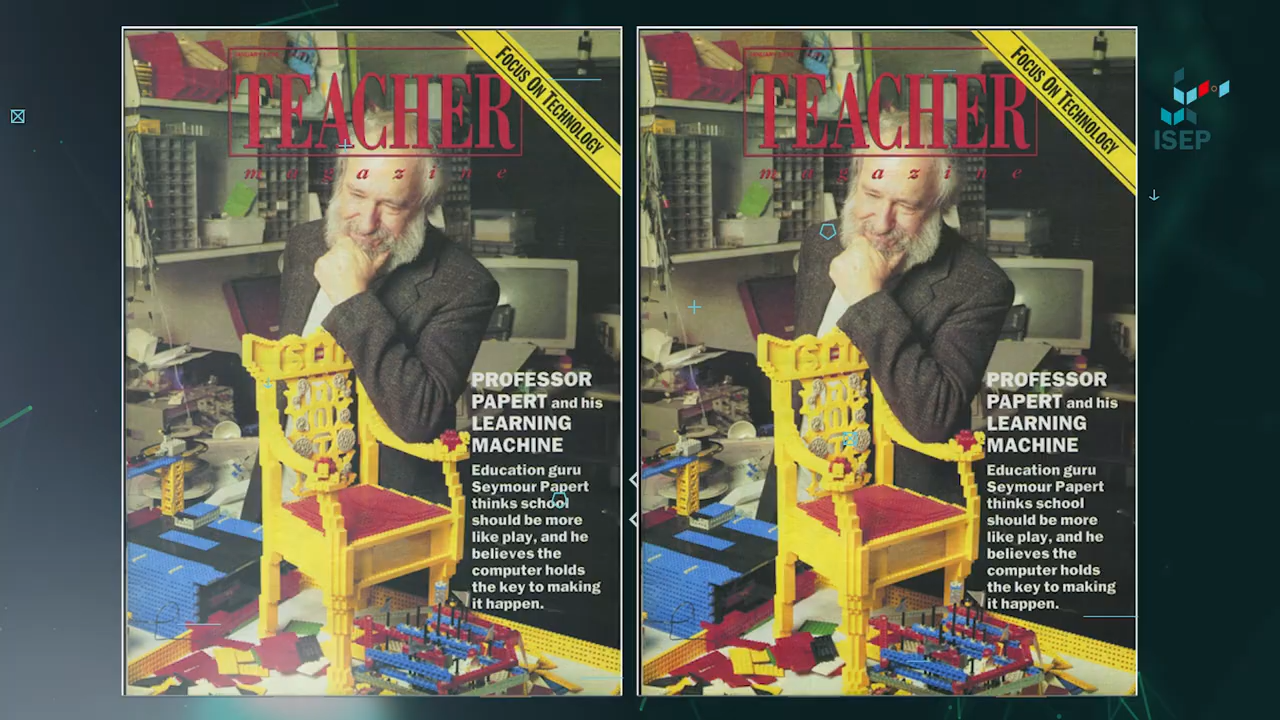 TEACHER
magazine
FOCUS ON TECHNOLOGY
PROFESSOR
PAPERT and his
LEARNING
MACHINE
Education guru
Seymour Papert
thinks school
should be more
like play, and he
believes the
computer holds
the key to making
it happen.
TEACHER
magazine
FOCUS ON TECHNOLOGY
PROFESSOR
PAPERT and his
LEARNING
MACHINE
Education guru
Seymour Papert
thinks school
should be more
like play, and he
believes the
computer holds
the key to making
it happen.
ISEP